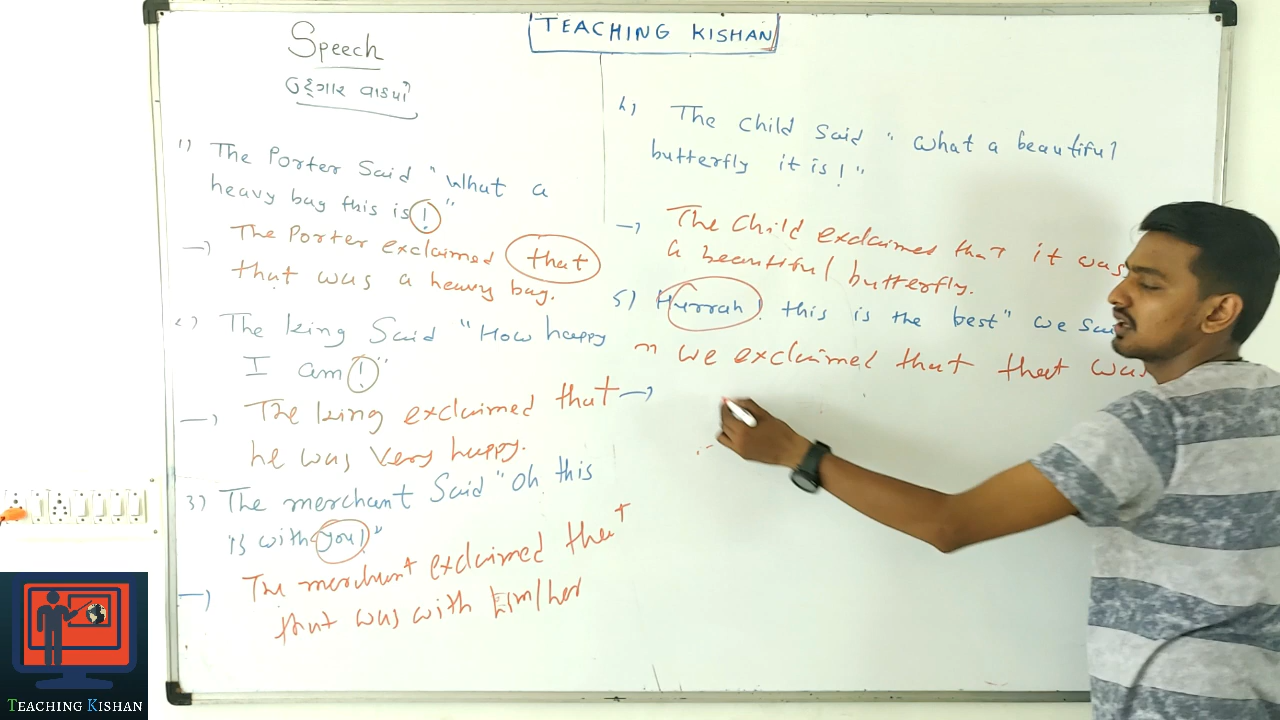 TEACHING KISHAN
Speech
ઉદ્દગાર વાક્યો
1) The Porter Said "What a
heavy bag this is!"
→ The Porter exclaimed that
that was a heavy bag.
2) The king Said "How happy
I am!"
→ The king exclaimed that
he was very happy.
3) The merchant Said "Oh this
is with you!"
→ The merchant exclaimed that
that was with him/her
4) The child said "what a beautiful
butterfly it is!"
→ The child exclaimed that it was
a beautiful butterfly.
5) Hurrah! this is the best" we
we exclaimed that that was
→
TEACHING KISHAN